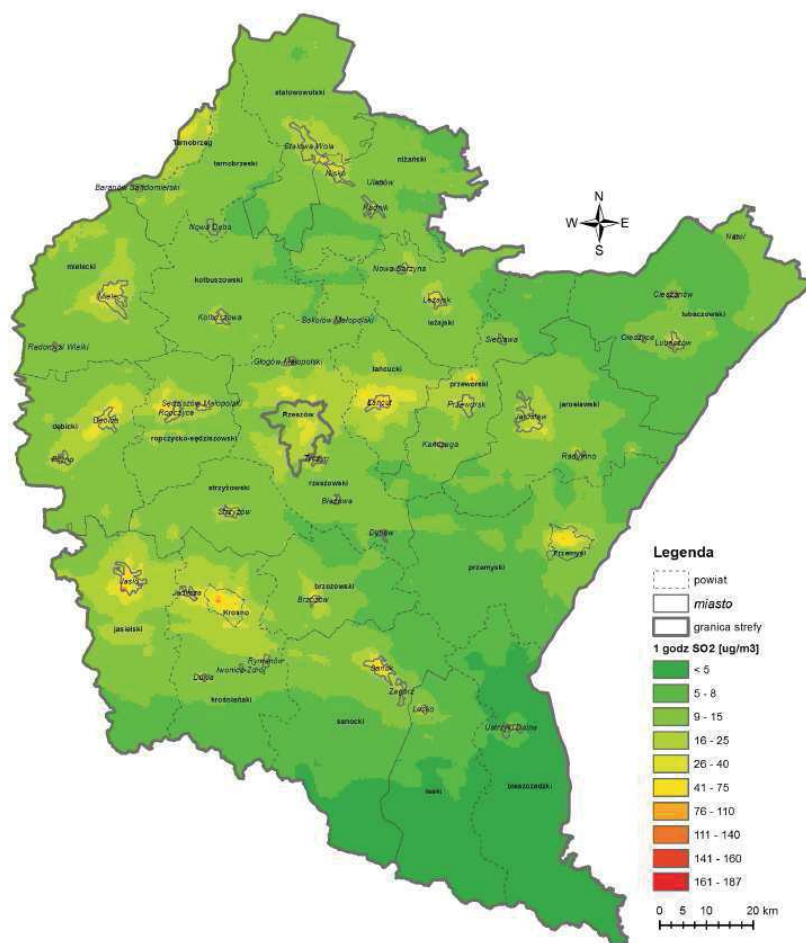 stalowowolski
Tarnobrzeg
Stalowa Wola
niżański
tarnobrzeski
Nisko
Ulanów
Baranów Sandomierski
Rudnik
N
W E
S
Nowa Dęba
Narol
mielecki
kolbuszowski
Nowa Sarzyna
Cieszanów
Mielec
Leżajsk
lubaczowski
Kolbuszowa
Sokołów Małopolski
leżajski
Sieniawa
Oleszyce
Lubaczów
Radomyśl Wielki
Głogów Małopolski
łańcucki
przeworski
Sędziszów Małopolski
Ropczyce
Rzeszów
Łańcut
Przeworsk
jarosławski
Jarosław
dębicki
Dębica
ropczycko-sędziszowski
Kańczuga
Radymno
Pilzno
Tyczyn
rzeszowski
strzyżowski
Strzyżów
Błażowa
Dynów
Przemyśl
przemyski
Jasło
Jedlicze
Krosno
brzozowski
Brzozów
jasielski
Rymanów
Iwonicz-Zdrój
Dukla
Sanok
Zagórz
krośnieński
Lesko
sanocki
Ustrzyki Dolne
leski
bieszczadzki
Legenda
powiat
miasto
granica strefy
1 godz SO2 [ug/m3]
< 5
5 - 8
9 - 15
16 - 25
26 - 40
41 - 75
76 - 110
111 - 140
141 - 160
161 - 187
0 5 10 20 km